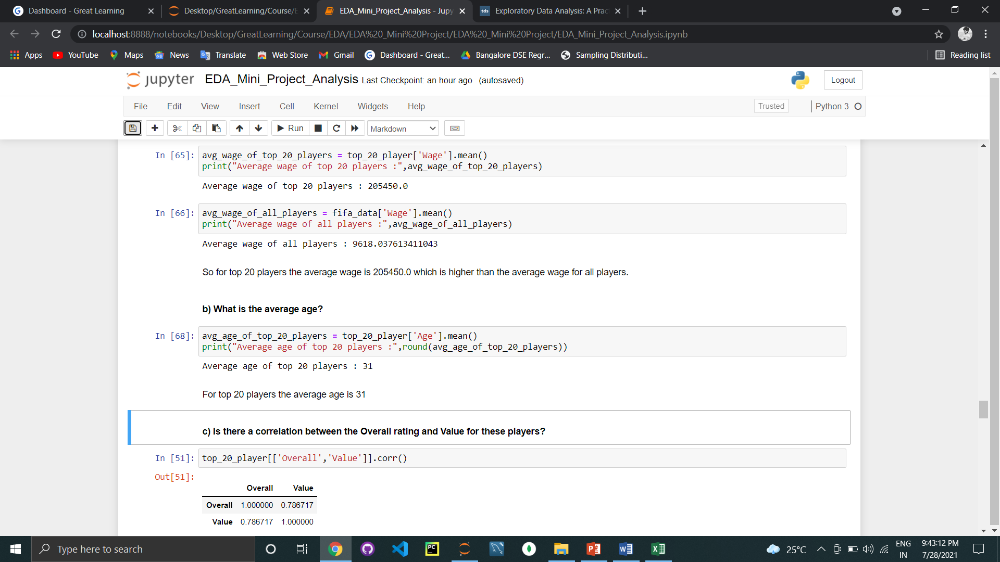 Dashboard - Great Learning
Desktop/GreatLearning/Course/E
EDA_Mini_Project_Analysis - Jupy
tds Exploratory Data Analysis: A Prac
localhost:8888/notebooks/Desktop/GreatLearning/Course/EDA/EDA%20_Mini%20Project/EDA%20_Mini%20Project/EDA_Mini_Project_Analysis.ipynb
Apps YouTube Maps News Translate Web Store Gmail Dashboard - Great... Bangalore DSE Regr... Sampling Distributi... Reading list
jupyter EDA_Mini_Project_Analysis Last Checkpoint: an hour ago (autosaved) Logout
File Edit View Insert Cell Kernel Widgets Help Trusted Python 3
Run Markdown
In [65]: avg_wage_of_top_20_players = top_20_player['Wage'].mean()
print("Average wage of top 20 players :",avg_wage_of_top_20_players)
Average wage of top 20 players : 205450.0
In [66]: avg_wage_of_all_players = fifa_data['Wage'].mean()
print("Average wage of all players :",avg_wage_of_all_players)
Average wage of all players : 9618.037613411043
So for top 20 players the average wage is 205450.0 which is higher than the average wage for all players.
b) What is the average age?
In [68]: avg_age_of_top_20_players = top_20_player['Age'].mean()
print("Average age of top 20 players :",round(avg_age_of_top_20_players))
Average age of top 20 players : 31
For top 20 players the average age is 31
c) Is there a correlation between the Overall rating and Value for these players?
In [51]: top_20_player[['Overall','Value']].corr()
Out[51]:
Overall Value
Overall 1.000000 0.786717
Value 0.786717 1.000000
Type here to search
PC
25°C
ENG
IN
9:43:12 PM
7/28/2021